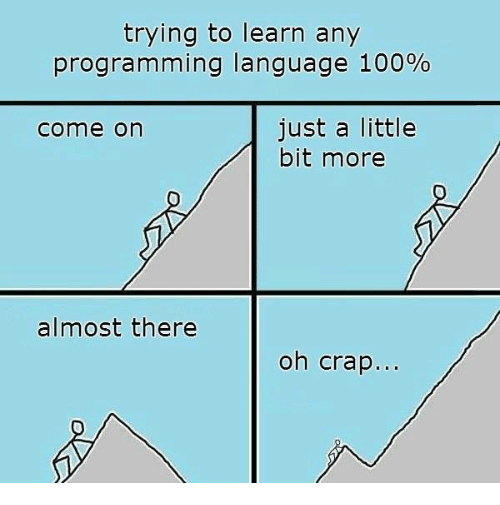 trying to learn any
programming language 100%
come on
just a little
bit more
almost there
oh crap...